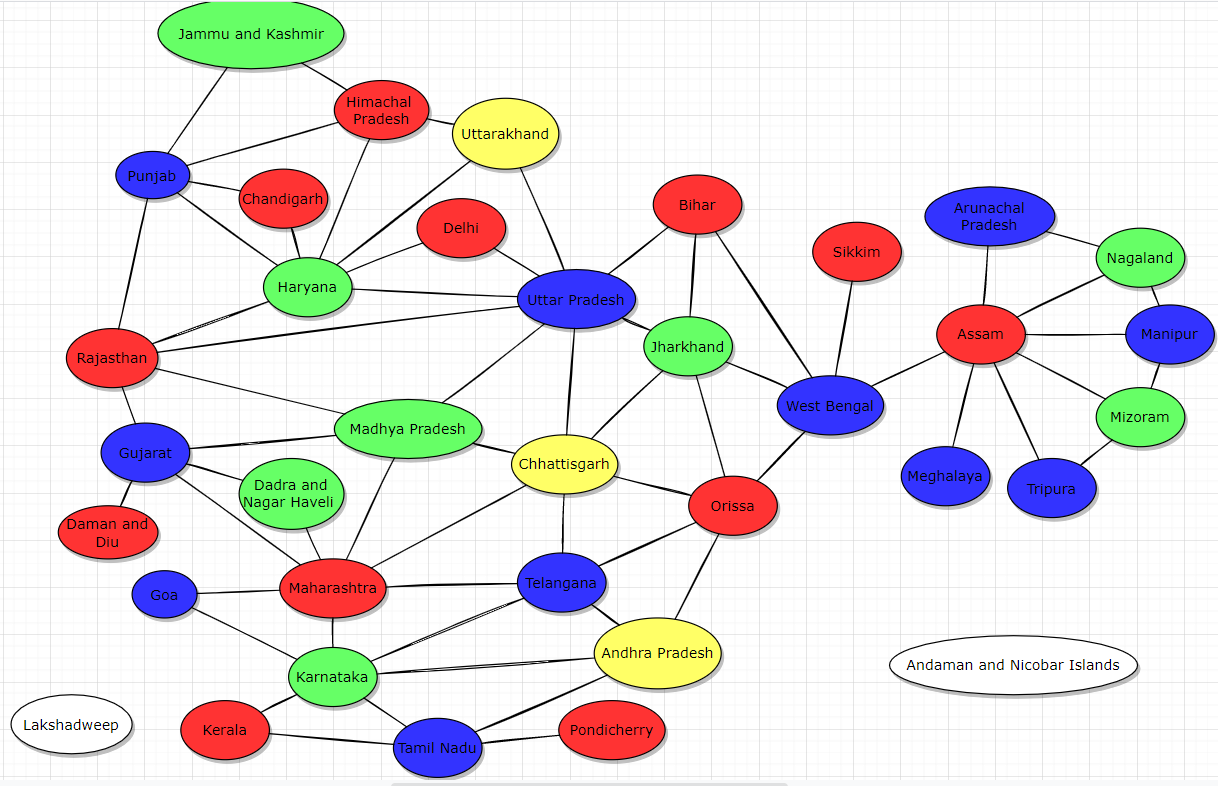 Jammu and Kashmir
Himachal
Pradesh
Uttarakhand
Punjab
Chandigarh
Delhi
Bihar
Arunachal
Pradesh
Sikkim
Nagaland
Haryana
Uttar Pradesh
Rajasthan
Jharkhand
Assam
Manipur
West Bengal
Mizoram
Madhya Pradesh
Gujarat
Chhattisgarh
Meghalaya
Tripura
Dadra and
Nagar Haveli
Orissa
Daman and
Diu
Goa
Maharashtra
Telangana
Andhra Pradesh
Andaman and Nicobar Islands
Karnataka
Lakshadweep
Kerala
Tamil Nadu
Pondicherry